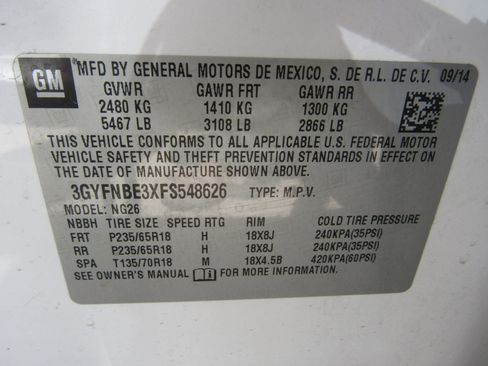 GM
MFD BY GENERAL MOTORS DE MEXICO, S. DE R.L. DE C.V. 09/14
GVWR GAWR FRT GAWR RR
2480 KG 1410 KG 1300 KG
5467 LB 3108 LB 2866 LB
THIS VEHICLE CONFORMS TO ALL APPLICABLE U.S. FEDERAL MOTOR
VEHICLE SAFETY AND THEFT PREVENTION STANDARDS IN EFFECT ON
THE DATE OF MANUFACTURE SHOWN ABOVE.
3GYFNBE3XFS548626 TYPE: M.P.V.
MODEL: NG26
NBBH TIRE SIZE SPEED RTG RIM COLD TIRE PRESSURE
FRT P235/65R18 H 18X8J 240KPA(35PSI)
RR P235/65R18 H 18X8J 240KPA(35PSI)
SPA T135/70R18 M 18X4.5B 420KPA(60PSI)
SEE OWNER'S MANUAL FOR MORE INFORMATION.